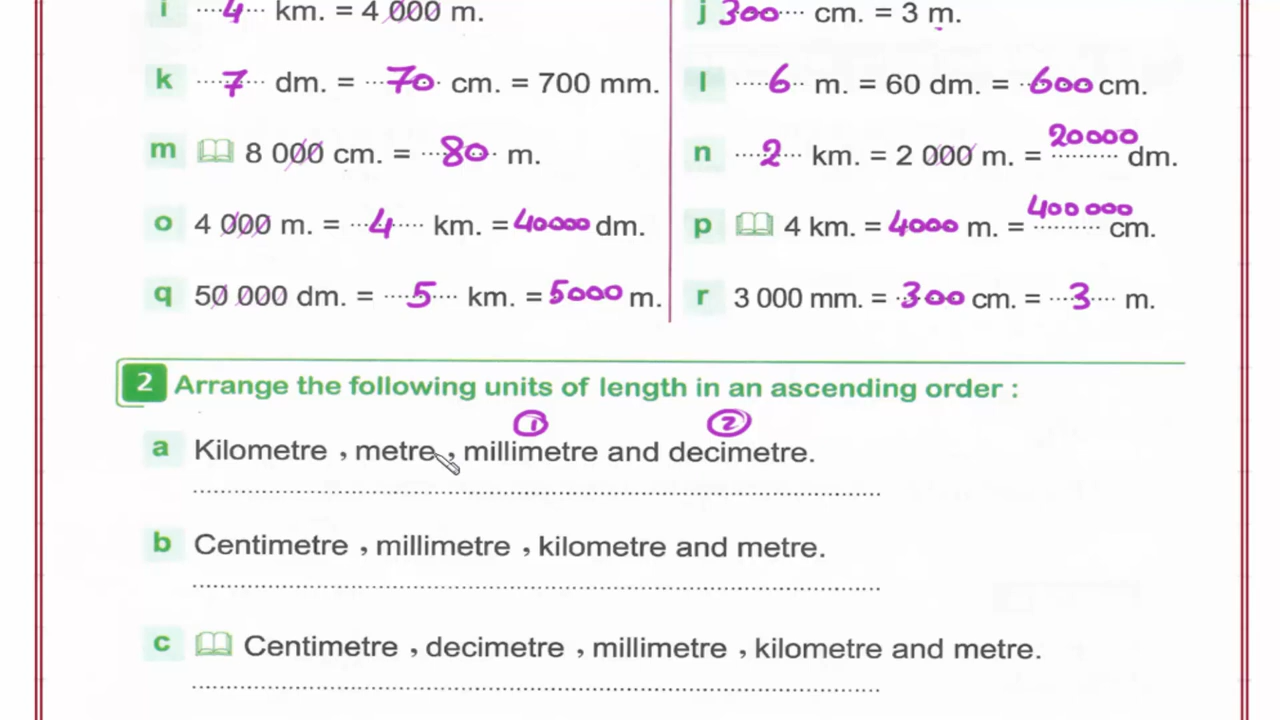 i 4 km. = 4 000 m.
j 300 cm. = 3 m.
k 7 dm. = 70 cm. = 700 mm.
l 6 m. = 60 dm. = 600 cm.
m 8 000 cm. = 80 m.
n 2 km. = 2 000 m. = 20000 dm.
o 4 000 m. = 4 km. = 40000 dm.
p 4 km. = 4000 m. = 400 000 cm.
q 50 000 dm. = 5 km. = 5000 m.
r 3 000 mm. = 300 cm. = 3 m.
2 Arrange the following units of length in an ascending order :
1 2
a Kilometre , metre , millimetre and decimetre.
b Centimetre , millimetre , kilometre and metre.
c Centimetre , decimetre , millimetre , kilometre and metre.